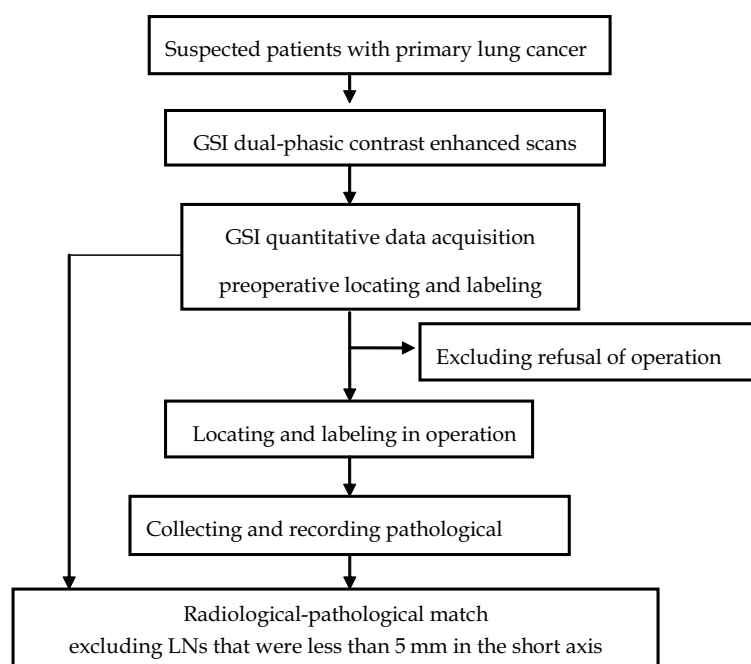 Suspected patients with primary lung cancer
GSI dual-phasic contrast enhanced scans
GSI quantitative data acquisition
preoperative locating and labeling
Excluding refusal of operation
Locating and labeling in operation
Collecting and recording pathological
Radiological-pathological match
excluding LNs that were less than 5 mm in the short axis